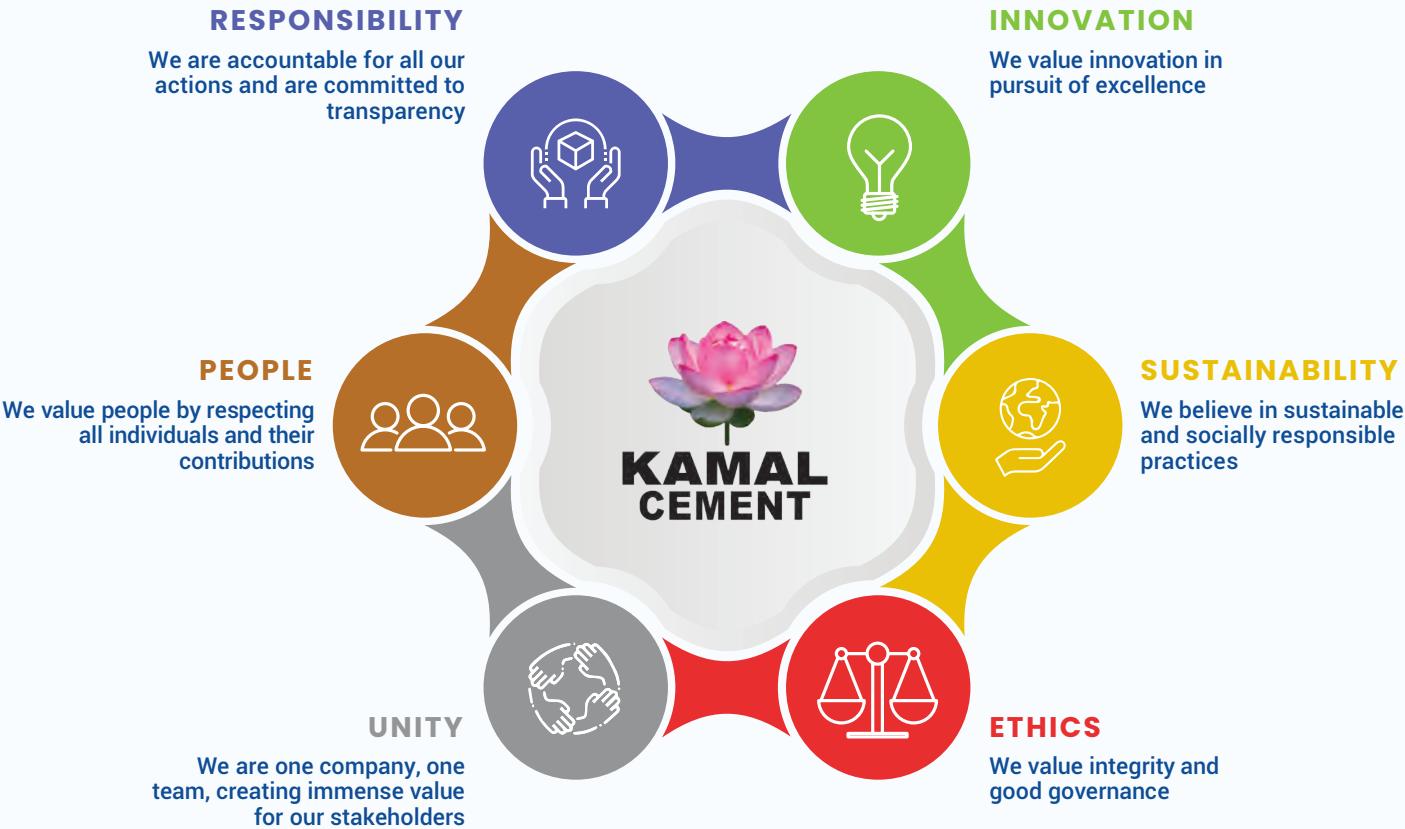 RESPONSIBILITY
We are accountable for all our
actions and are committed to
transparency
INNOVATION
We value innovation in
pursuit of excellence
PEOPLE
We value people by respecting
all individuals and their
contributions
KAMAL
CEMENT
SUSTAINABILITY
We believe in sustainable
and socially responsible
practices
UNITY
We are one company, one
team, creating immense value
for our stakeholders
ETHICS
We value integrity and
good governance